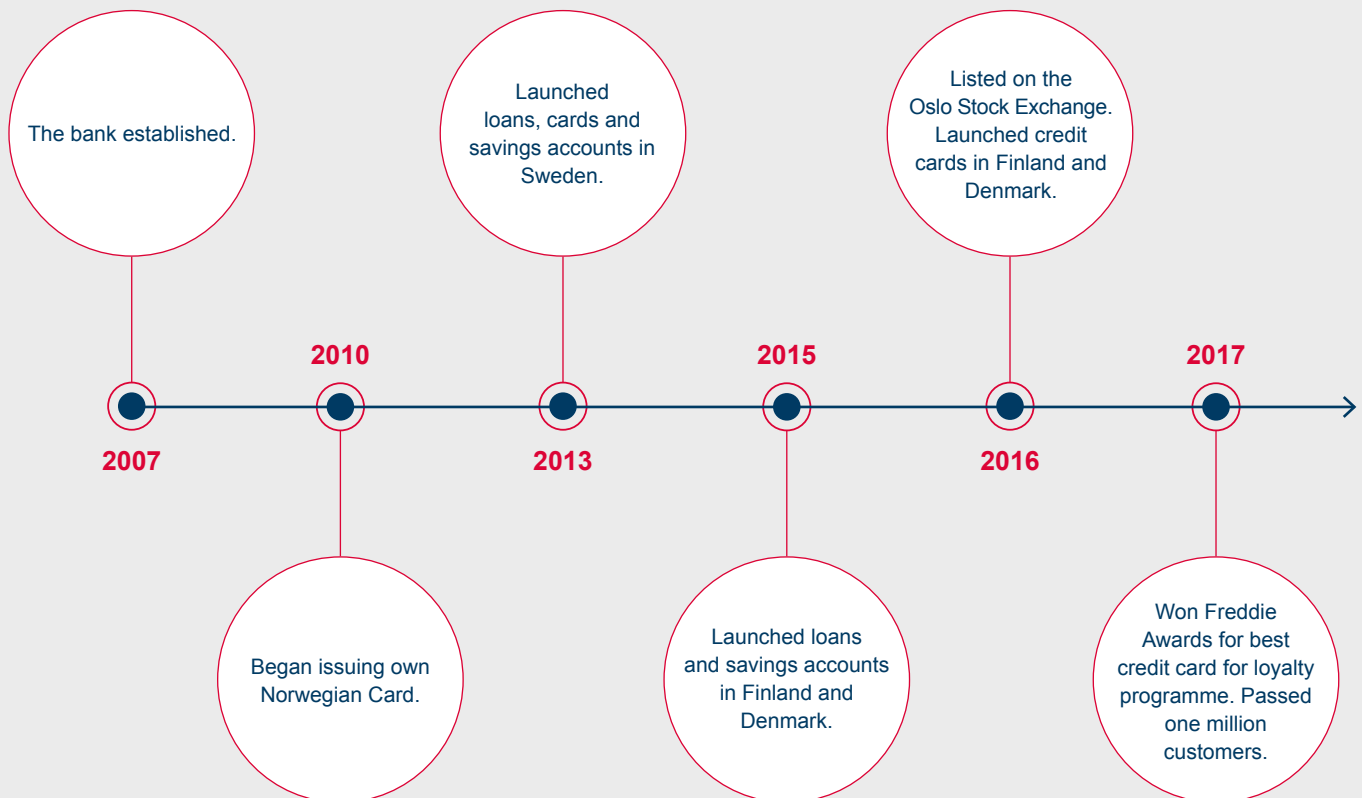 The bank established.
2007
2010
Began issuing own
Norwegian Card.
Launched
loans, cards and
savings accounts in
Sweden.
2013
2015
Launched loans
and savings accounts
in Finland and
Denmark.
Listed on the
Oslo Stock Exchange.
Launched credit
cards in Finland and
Denmark.
2016
2017
Won Freddie
Awards for best
credit card for loyalty
programme. Passed
one million
customers.